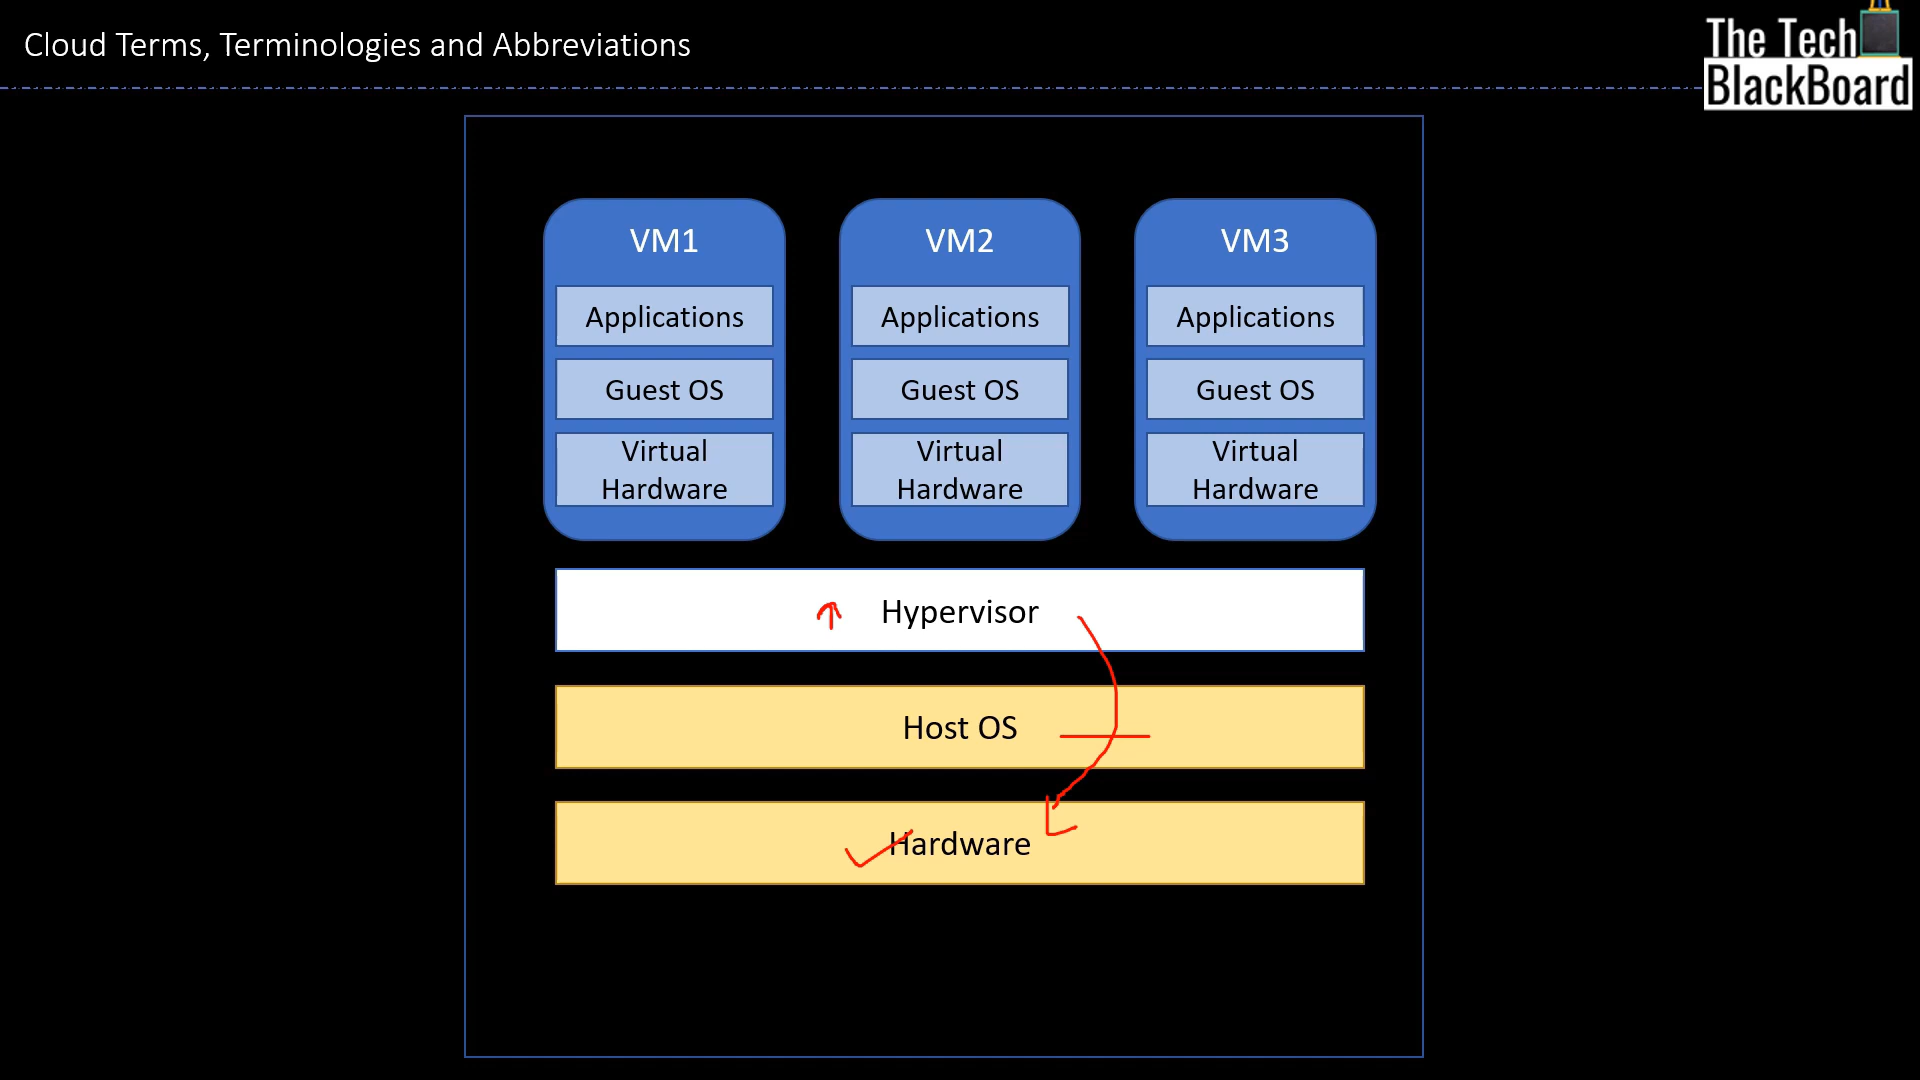 Cloud Terms, Terminologies and Abbreviations
The Tech
BlackBoard
VM1
Applications
Guest OS
Virtual
Hardware
VM2
Applications
Guest OS
Virtual
Hardware
VM3
Applications
Guest OS
Virtual
Hardware
Hypervisor
Host OS
Hardware